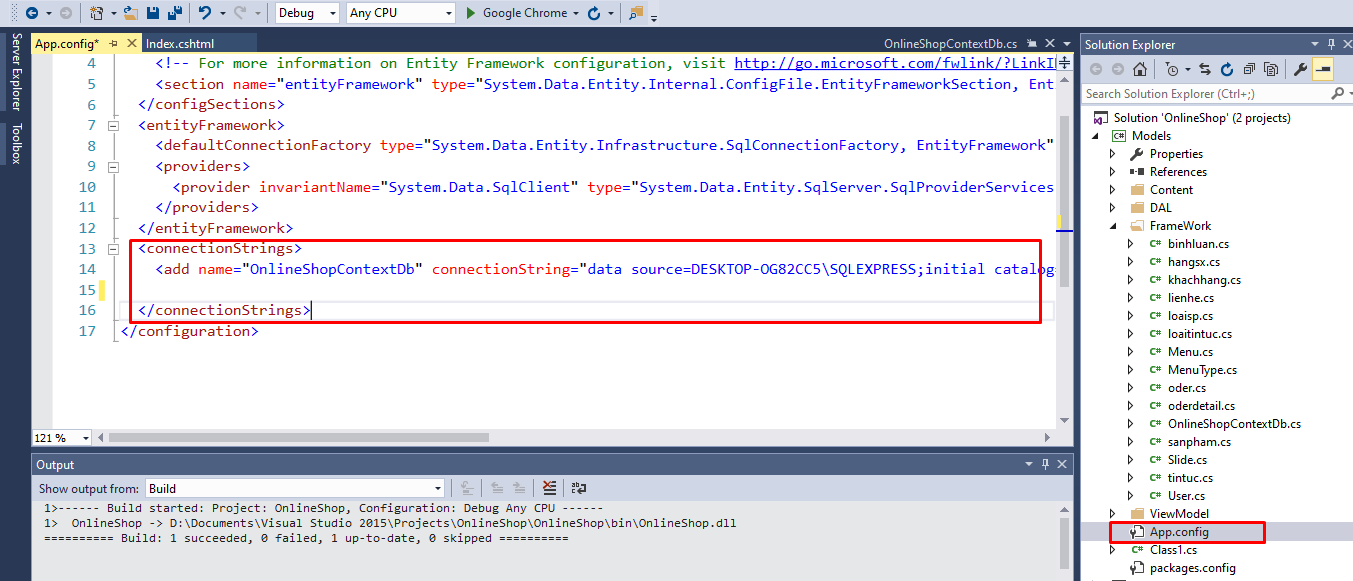 Debug
Any CPU
Google Chrome
Server Explorer
Toolbox
App.config*
Index.cshtml
OnlineShopContextDb.cs
4 <!-- For more information on Entity Framework configuration, visit http://go.microsoft.com/fwlink/?LinkI
5 <section name="entityFramework" type="System.Data.Entity.Internal.ConfigFile.EntityFrameworkSection, Ent
6 </configSections>
7 <entityFramework>
8 <defaultConnectionFactory type="System.Data.Entity.Infrastructure.SqlConnectionFactory, EntityFramework"
9 <providers>
10 <provider invariantName="System.Data.SqlClient" type="System.Data.Entity.SqlServer.SqlProviderServices
11 </providers>
12 </entityFramework>
13 <connectionStrings>
14 <add name="OnlineShopContextDb" connectionString="data source=DESKTOP-OG82CC5\SQLEXPRESS;initial catalog=
15
16 </connectionStrings>
17 </configuration>
121 %
Output
Show output from: Build
1>------ Build started: Project: OnlineShop, Configuration: Debug Any CPU ------
1> OnlineShop -> D:\Documents\Visual Studio 2015\Projects\OnlineShop\OnlineShop\bin\OnlineShop.dll
========== Build: 1 succeeded, 0 failed, 1 up-to-date, 0 skipped ==========
Solution Explorer
Search Solution Explorer (Ctrl+;)
Solution 'OnlineShop' (2 projects)
C# Models
Properties
References
Content
DAL
FrameWork
C# binhluan.cs
C# hangsx.cs
C# khachhang.cs
C# lienhe.cs
C# loaisp.cs
C# loaitintuc.cs
C# Menu.cs
C# MenuType.cs
C# oder.cs
C# oderdetail.cs
C# OnlineShopContextDb.cs
C# sanpham.cs
C# Slide.cs
C# tintuc.cs
C# User.cs
ViewModel
App.config
C# Class1.cs
packages.config